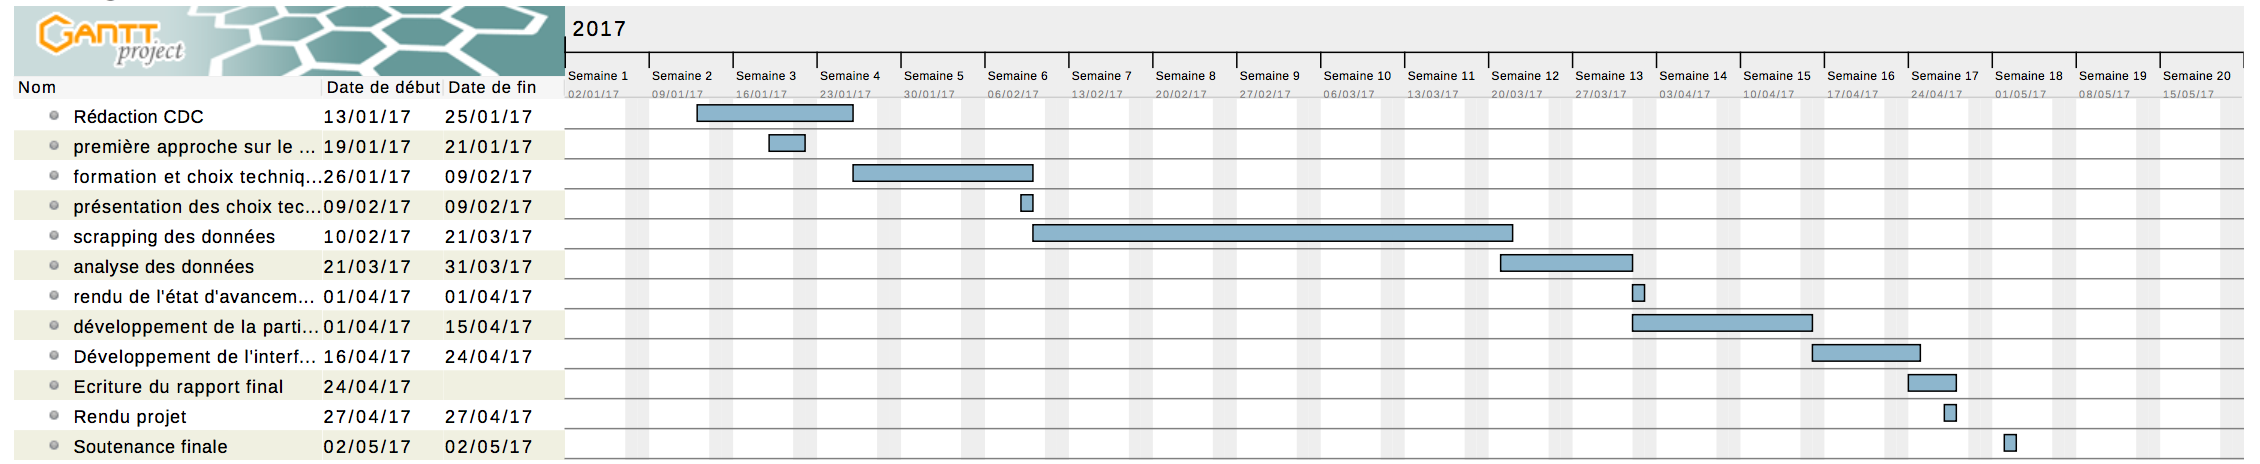 GANTT
project
2017
Semaine 1 Semaine 2 Semaine 3 Semaine 4 Semaine 5 Semaine 6 Semaine 7 Semaine 8 Semaine 9 Semaine 10 Semaine 11 Semaine 12 Semaine 13 Semaine 14 Semaine 15 Semaine 16 Semaine 17 Semaine 18 Semaine 19 Semaine 20
Nom Date de début Date de fin
02/01/17 09/01/17 16/01/17 23/01/17 30/01/17 06/02/17 13/02/17 20/02/17 27/02/17 06/03/17 13/03/17 20/03/17 27/03/17 03/04/17 10/04/17 17/04/17 24/04/17 01/05/17 08/05/17 15/05/17
Rédaction CDC 13/01/17 25/01/17
première approche sur le ... 19/01/17 21/01/17
formation et choix techniq... 26/01/17 09/02/17
présentation des choix tec... 09/02/17 09/02/17
scrapping des données 10/02/17 21/03/17
analyse des données 21/03/17 31/03/17
rendu de l'état d'avancem... 01/04/17 01/04/17
développement de la parti... 01/04/17 15/04/17
Développement de l'interf... 16/04/17 24/04/17
Ecriture du rapport final 24/04/17
Rendu projet 27/04/17 27/04/17
Soutenance finale 02/05/17 02/05/17